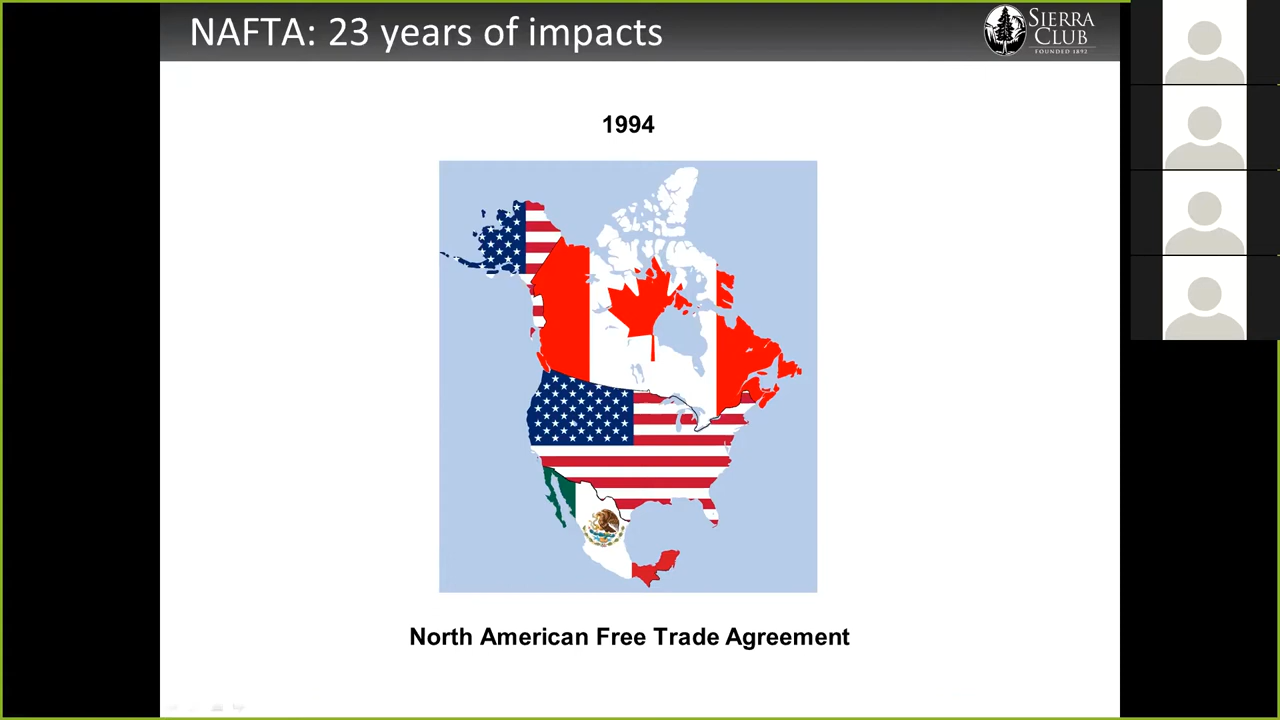 NAFTA: 23 years of impacts
SIERRA
CLUB
FOUNDED 1892
1994
North American Free Trade Agreement